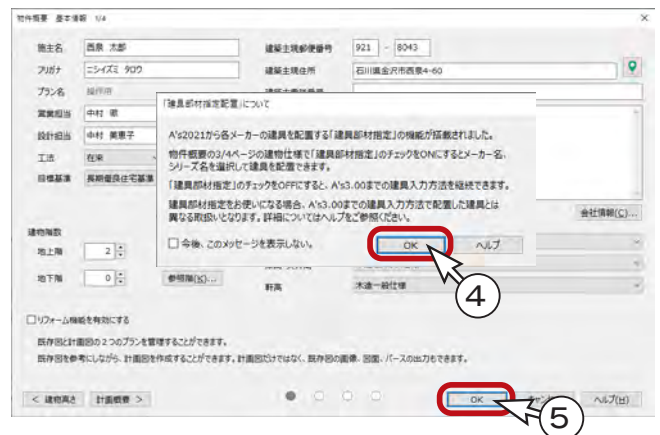 物件概要 基本情報 1/4
施主名 西泉 太郎 建築主現郵便番号 921 - 8043
フリガナ ニシイズミ タロウ 建築主現住所 石川県金沢市西泉4-60
プラン名 操作用
営業担当 中村 徹
設計担当 中村 美恵子
工法 在来
目標基準 長期優良住宅基準
「建具部材指定配置」について
A's2021から各メーカーの建具を配置する「建具部材指定」の機能が搭載されました。
物件概要の3/4ページの建物仕様で「建具部材指定」のチェックをONにするとメーカー名、
シリーズ名を選択して建具を配置できます。
「建具部材指定」のチェックをOFFにすると、A's3.00までの建具入力方法を継続できます。
建具部材指定をお使いになる場合、A's3.00までの建具入力方法で配置した建具とは
異なる取扱いとなります。詳細についてはヘルプをご参照ください。
今後、このメッセージを表示しない。 OK ヘルプ
④
会社情報(C)...
建物階数
地上階 2
地下階 0 参照階(K)...
軒高 木造一般仕様
リフォーム機能を有効にする
既存図と計画図の2つのプランを管理することができます。
既存図を参考にしながら、計画図を作成することができます。計画図だけではなく、既存図の画像、図面、パースの出力もできます。
< 建物高さ 計画概要 > OK ヘルプ(H)
⑤